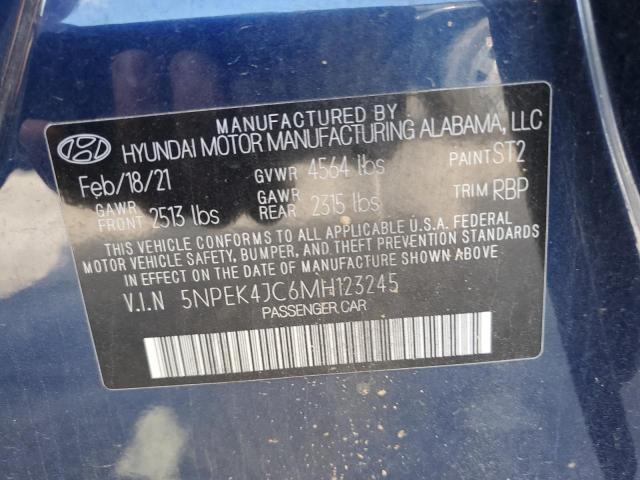 MANUFACTURED BY
HYUNDAI MOTOR MANUFACTURING ALABAMA, LLC
Feb/18/21 GVWR 4564 lbs PAINT ST2
GAWR FRONT 2513 lbs GAWR REAR 2315 lbs TRIM RBP
THIS VEHICLE CONFORMS TO ALL APPLICABLE U.S.A. FEDERAL
MOTOR VEHICLE SAFETY, BUMPER, AND THEFT PREVENTION STANDARDS
IN EFFECT ON THE DATE OF MANUFACTURE SHOWN ABOVE.
V.I.N 5NPEK4JC6MH123245
PASSENGER CAR